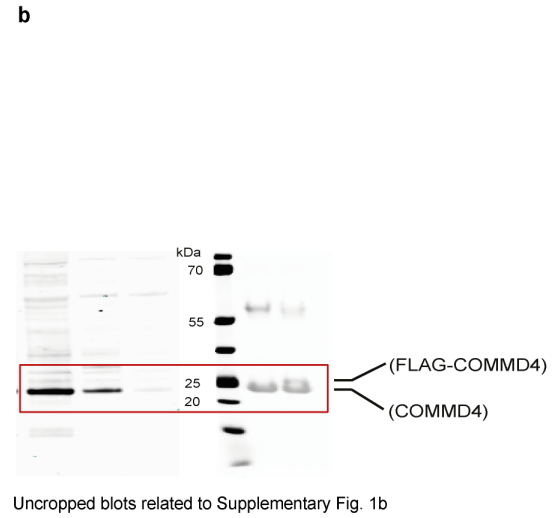 b
kDa
70
55
25
20
(FLAG-COMMD4)
(COMMD4)
Uncropped blots related to Supplementary Fig. 1b